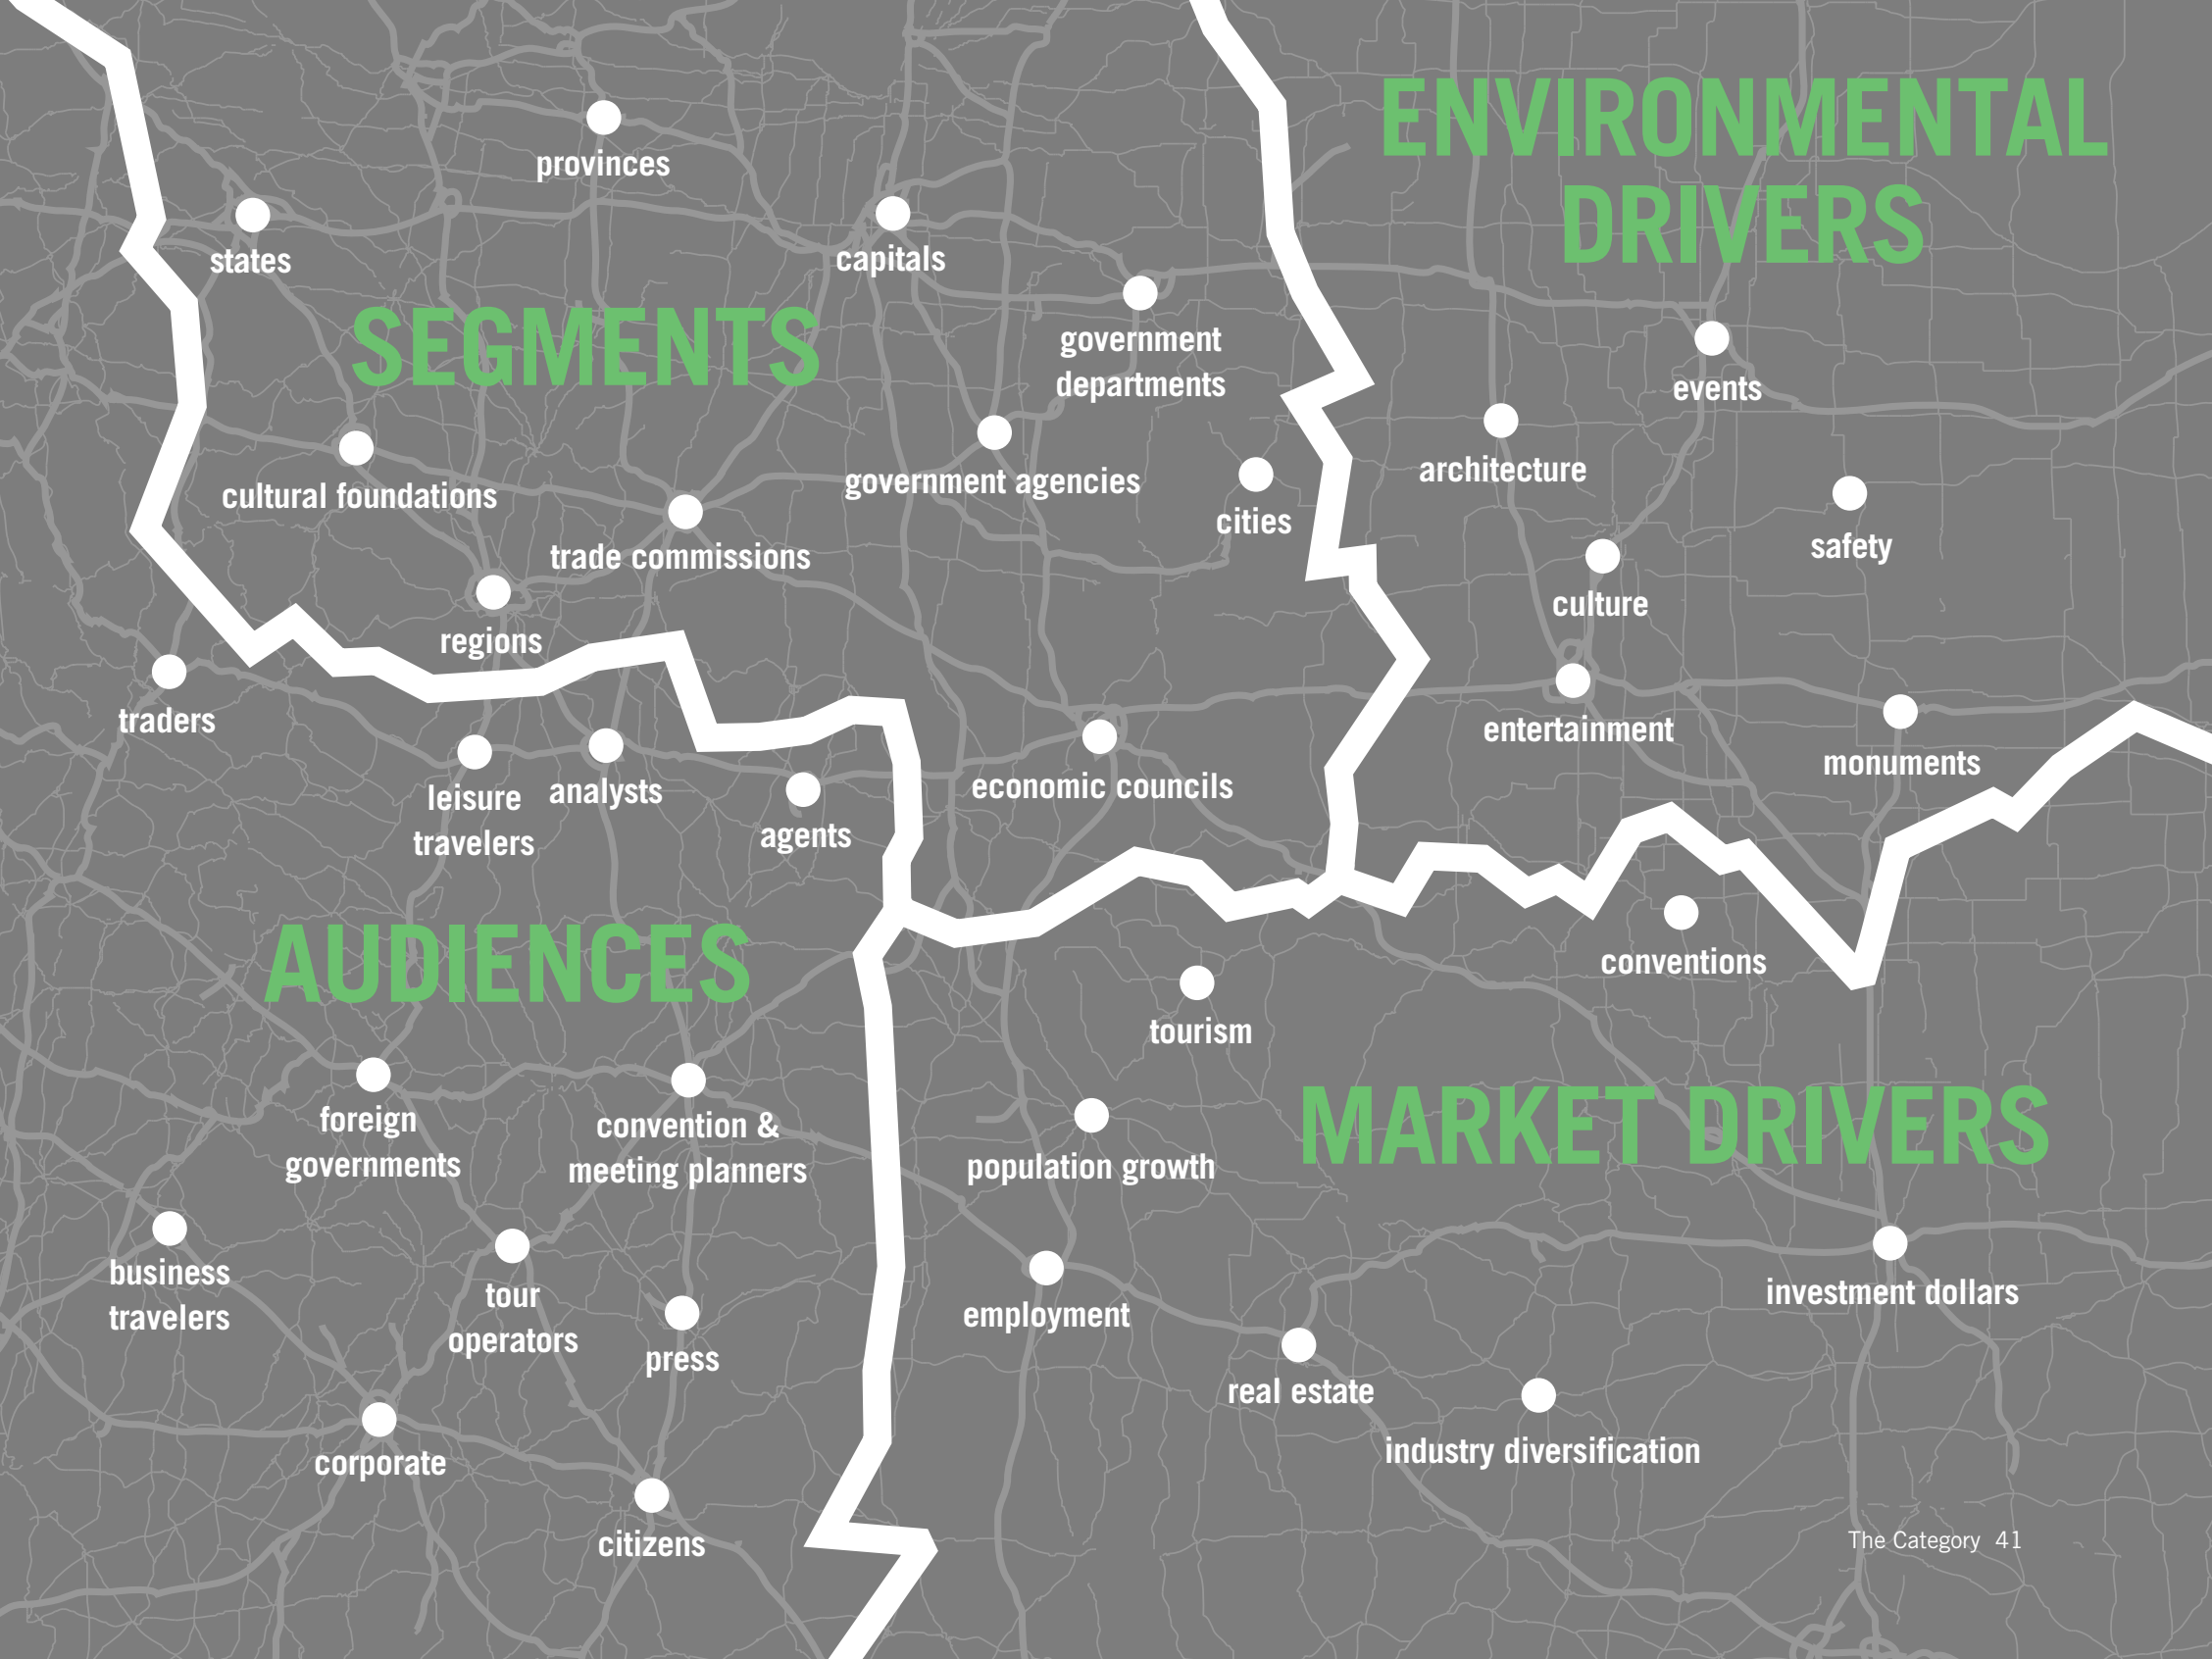 SEGMENTS
provinces
states
capitals
government
departments
cultural foundations
government agencies
trade commissions
cities
regions
economic councils
ENVIRONMENTAL
DRIVERS
events
architecture
safety
culture
entertainment
monuments
AUDIENCES
traders
leisure
travelers
analysts
agents
foreign
governments
convention &
meeting planners
business
travelers
tour
operators
press
corporate
citizens
MARKET DRIVERS
conventions
tourism
population growth
employment
investment dollars
real estate
industry diversification
The Category 41